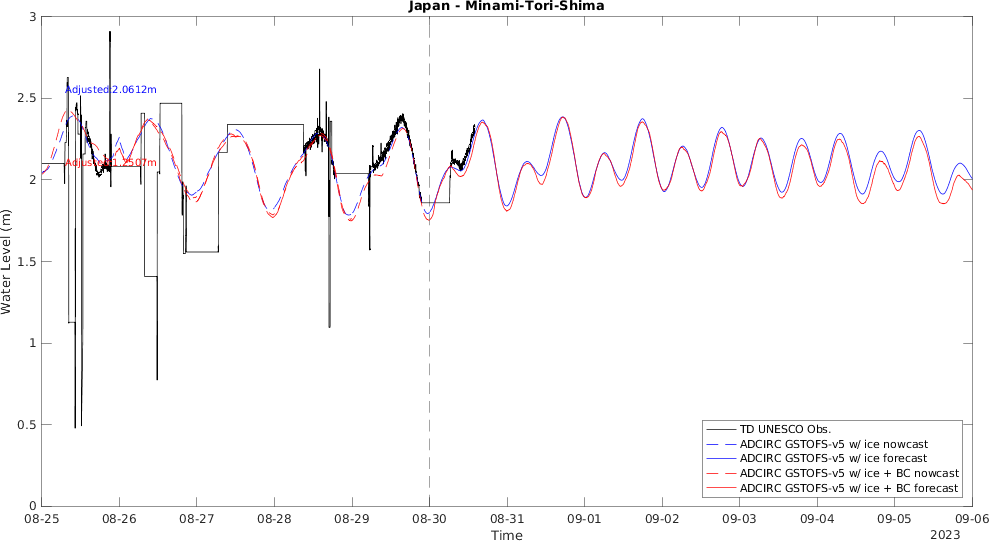 Japan - Minami-Tori-Shima
3
2.5
2
1.5
1
0.5
0
Water Level (m)
Adjusted:2.0612m
08-25
08-26
08-27
08-28
08-29
08-30
08-31
09-01
09-02
09-03
09-04
09-05
09-06
Time
2023
TD UNESCO Obs.
ADCIRC GSTOFS-v5 w/ ice nowcast
ADCIRC GSTOFS-v5 w/ ice forecast
ADCIRC GSTOFS-v5 w/ ice + BC nowcast
ADCIRC GSTOFS-v5 w/ ice + BC forecast